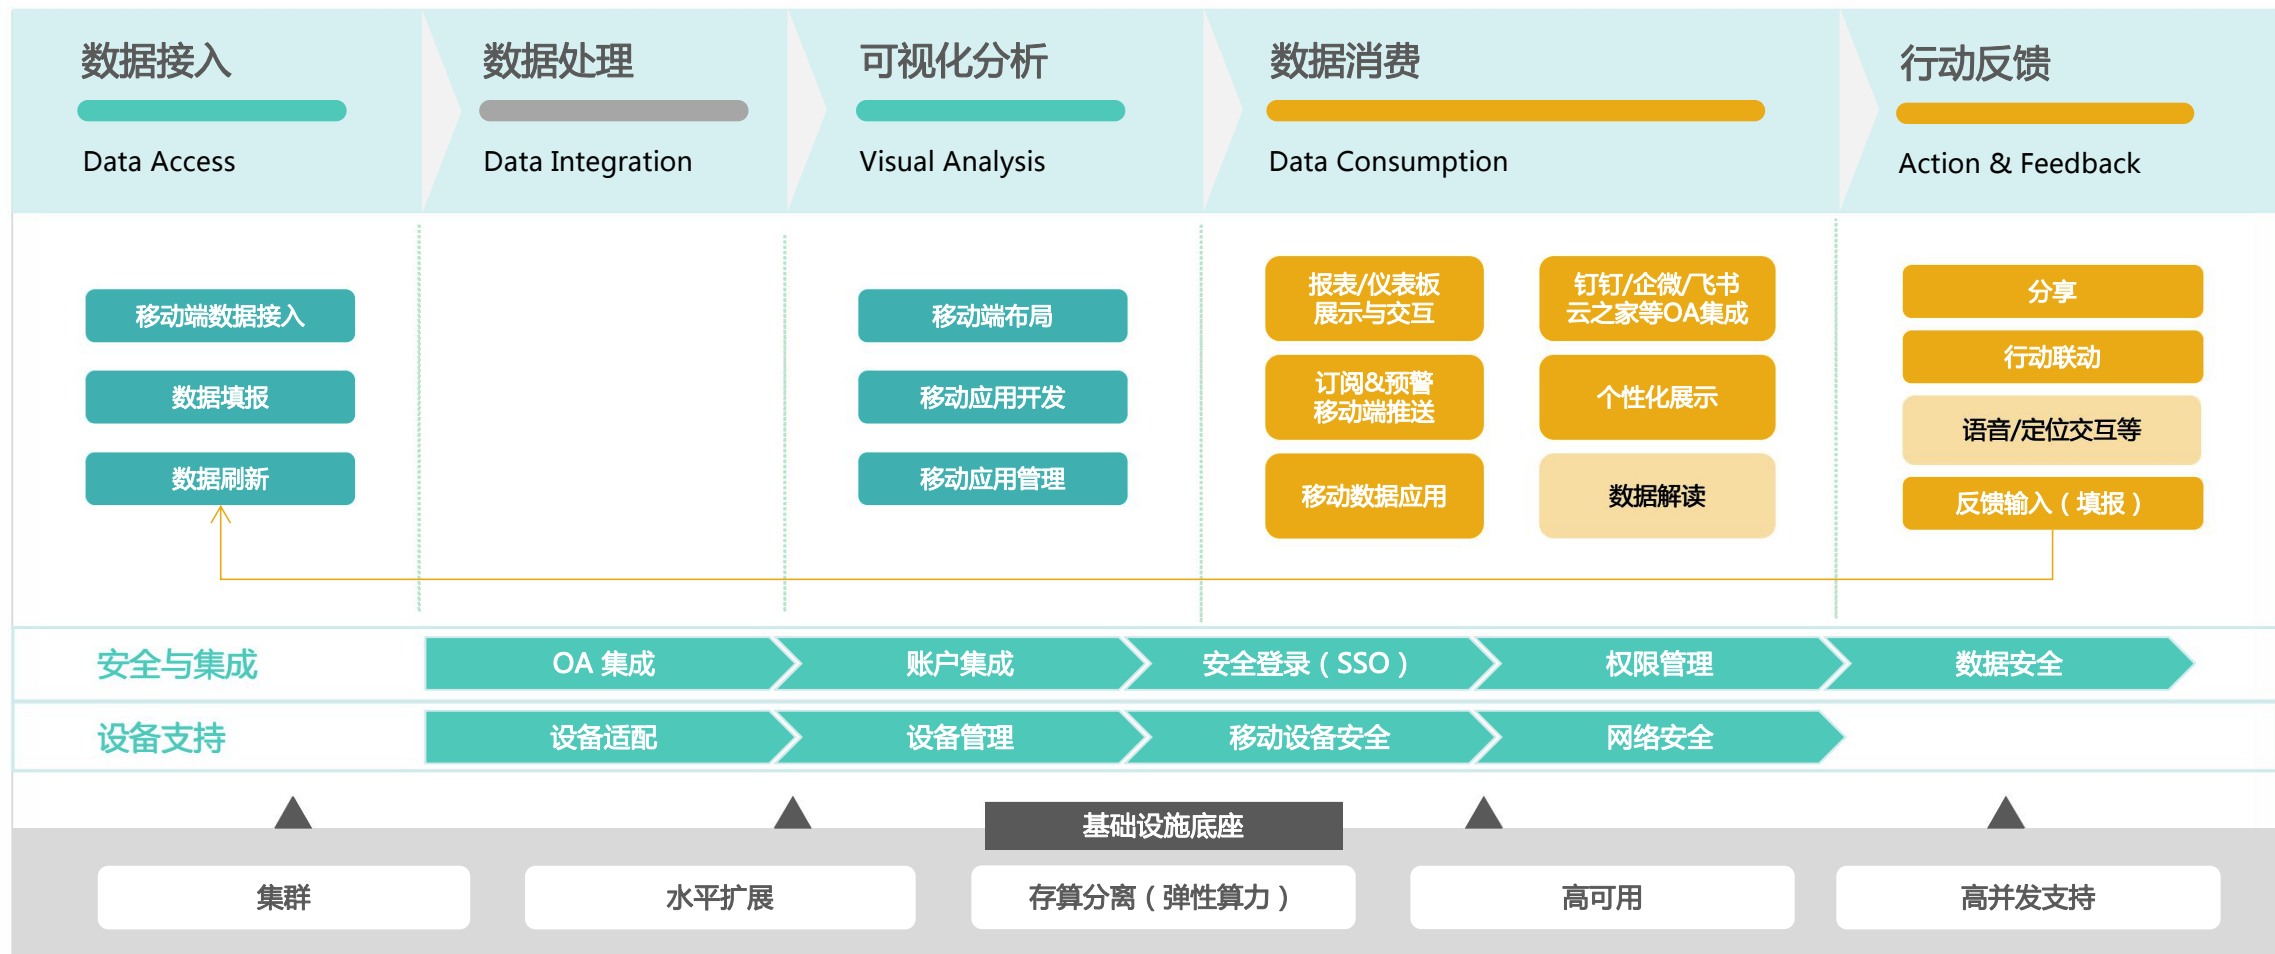 数据接入
Data Access
数据处理
Data Integration
可视化分析
Visual Analysis
数据消费
Data Consumption
行动反馈
Action & Feedback
移动端数据接入
数据填报
数据刷新
移动端布局
移动应用开发
移动应用管理
报表/仪表板
展示与交互
钉钉/企微/飞书
云之家等OA集成
订阅&预警
移动端推送
个性化展示
移动数据应用
数据解读
分享
行动联动
语音/定位交互等
反馈输入（填报）
安全与集成
OA 集成
账户集成
安全登录（SSO）
权限管理
数据安全
设备支持
设备适配
设备管理
移动设备安全
网络安全
基础设施底座
集群
水平扩展
存算分离（弹性算力）
高可用
高并发支持